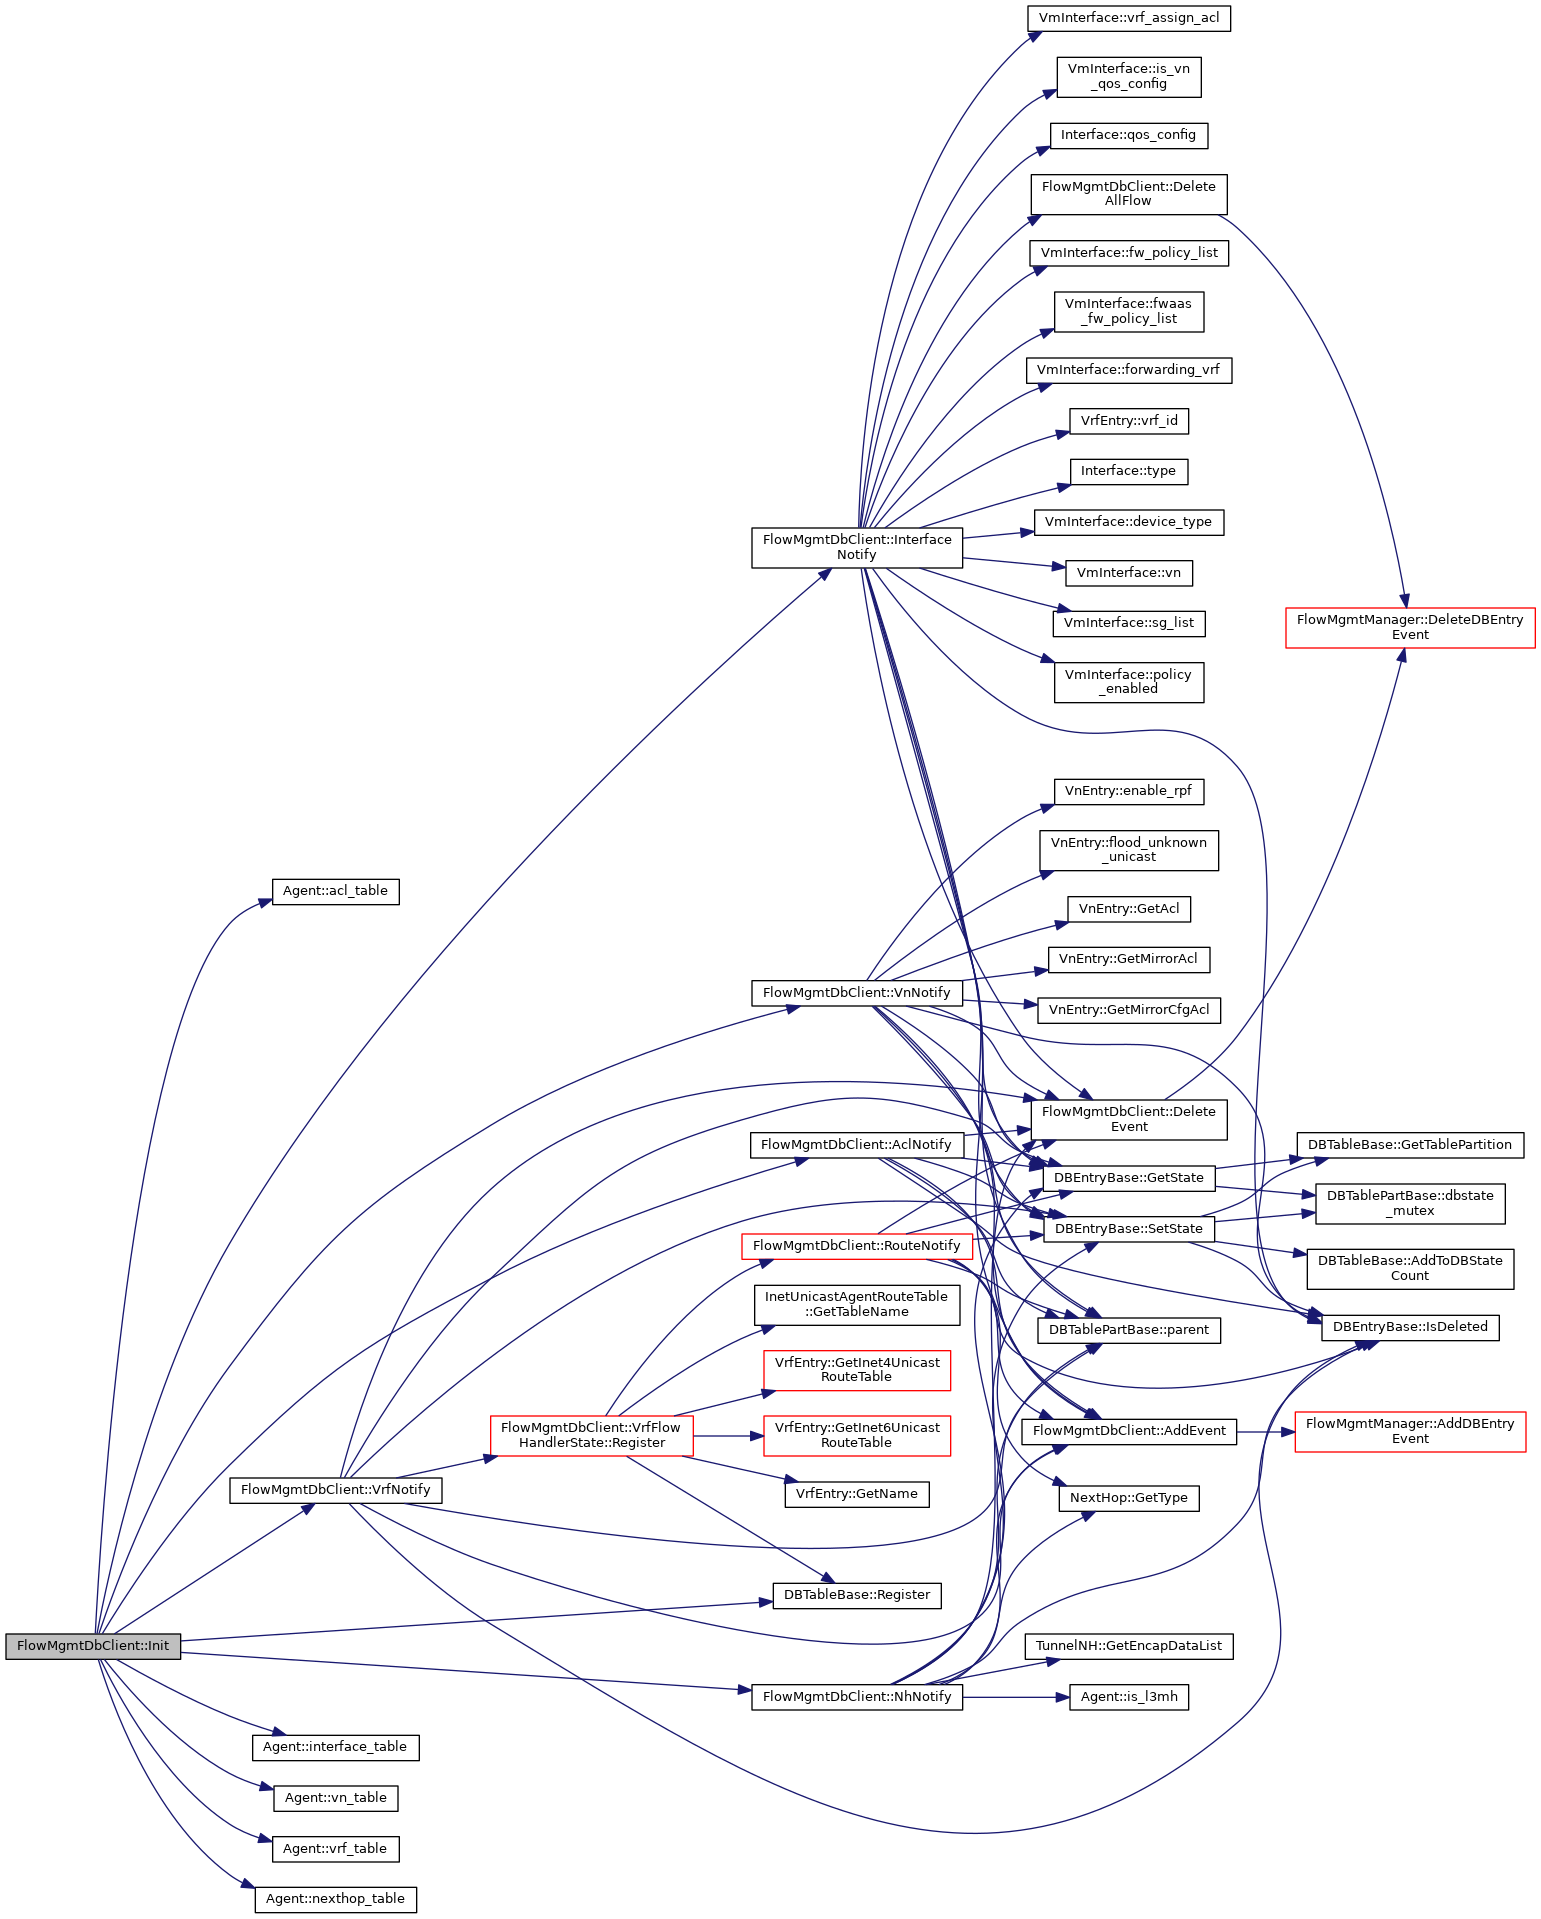 VmInterface::vrf_assign_acl
VmInterface::is_vn
_qos_config
Interface::qos_config
FlowMgmtDbClient::Delete
AllFlow
VmInterface::fw_policy_list
VmInterface::fwaas
_fw_policy_list
VmInterface::forwarding_vrf
VrfEntry::vrf_id
Interface::type
VmInterface::device_type
FlowMgmtDbClient::Interface
Notify
VmInterface::vn
VmInterface::sg_list
FlowMgmtManager::DeleteDBEntry
Event
VmInterface::policy
_enabled
VnEntry::enable_rpf
VnEntry::flood_unknown
_unicast
Agent::acl_table
VnEntry::GetAcl
VnEntry::GetMirrorAcl
FlowMgmtDbClient::VnNotify
VnEntry::GetMirrorCfgAcl
FlowMgmtDbClient::Delete
Event
FlowMgmtDbClient::AclNotify
DBTableBase::GetTablePartition
DBEntryBase::GetState
DBTablePartBase::dbstate
_mutex
DBEntryBase::SetState
FlowMgmtDbClient::RouteNotify
DBTableBase::AddToDBState
Count
InetUnicastAgentRouteTable
::GetTableName
DBTablePartBase::parent
DBEntryBase::IsDeleted
VrfEntry::GetInet4Unicast
RouteTable
FlowMgmtDbClient::VrfFlow
HandlerState::Register
VrfEntry::GetInet6Unicast
RouteTable
FlowMgmtDbClient::AddEvent
FlowMgmtManager::AddDBEntry
Event
FlowMgmtDbClient::VrfNotify
VrfEntry::GetName
NextHop::GetType
DBTableBase::Register
FlowMgmtDbClient::Init
TunnelNH::GetEncapDataList
FlowMgmtDbClient::NhNotify
Agent::is_l3mh
Agent::interface_table
Agent::vn_table
Agent::vrf_table
Agent::nexthop_table